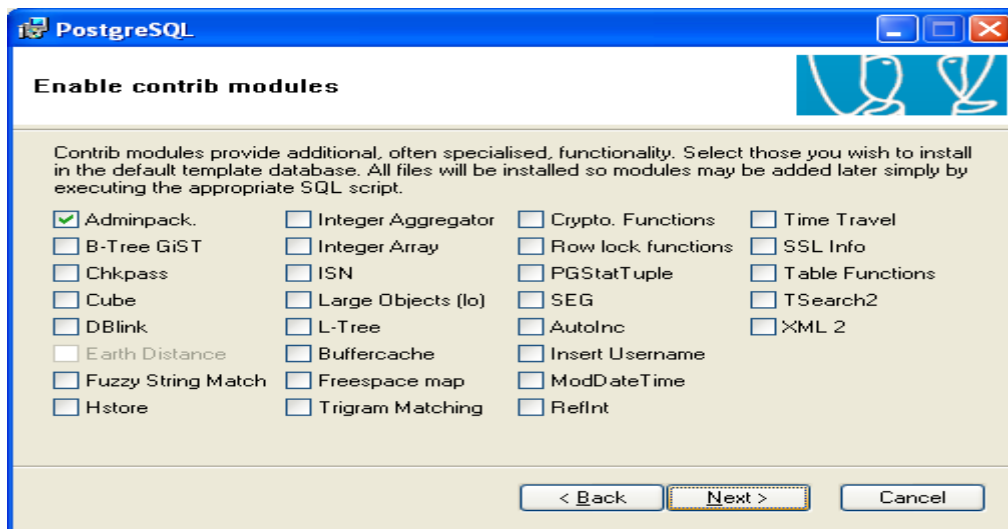 PostgreSQL
Enable contrib modules
Contrib modules provide additional, often specialised, functionality. Select those you wish to install
in the default template database. All files will be installed so modules may be added later simply by
executing the appropriate SQL script.
Adminpack. Integer Aggregator Crypto. Functions Time Travel
B-Tree GiST Integer Array Row lock functions SSL Info
Chkpass ISN PGStatTuple Table Functions
Cube Large Objects (lo) SEG TSearch2
DBlink L-Tree AutoInc XML 2
Earth Distance Buffercache Insert Username
Fuzzy String Match Freespace map ModDateTime
Hstore Trigram Matching RefInt
< Back Next > Cancel